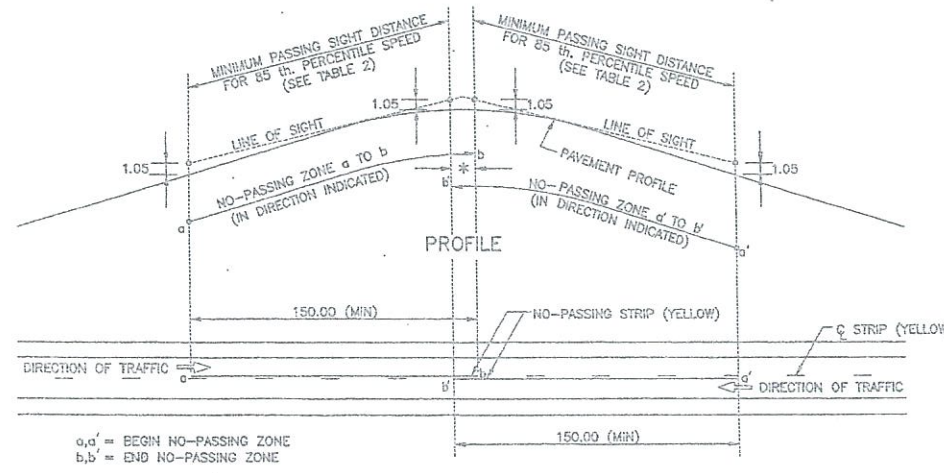 MINIMUM PASSING SIGHT DISTANCE
FOR 85 th. PERCENTILE SPEED
(SEE TABLE 2)
MINIMUM PASSING SIGHT DISTANCE
FOR 85 th. PERCENTILE SPEED
(SEE TABLE 2)
1.05
1.05
LINE OF SIGHT
LINE OF SIGHT
1.05
1.05
PAVEMENT PROFILE
NO-PASSING ZONE a TO b
(IN DIRECTION INDICATED)
b
*
b'
NO-PASSING ZONE a' TO b'
(IN DIRECTION INDICATED)
a
a'
PROFILE
150.00 (MIN)
NO-PASSING STRIP (YELLOW)
℄ STRIP (YELLOW
DIRECTION OF TRAFFIC
a
b
b'
a'
DIRECTION OF TRAFFIC
150.00 (MIN)
a,a' = BEGIN NO-PASSING ZONE
b,b' = END NO-PASSING ZONE